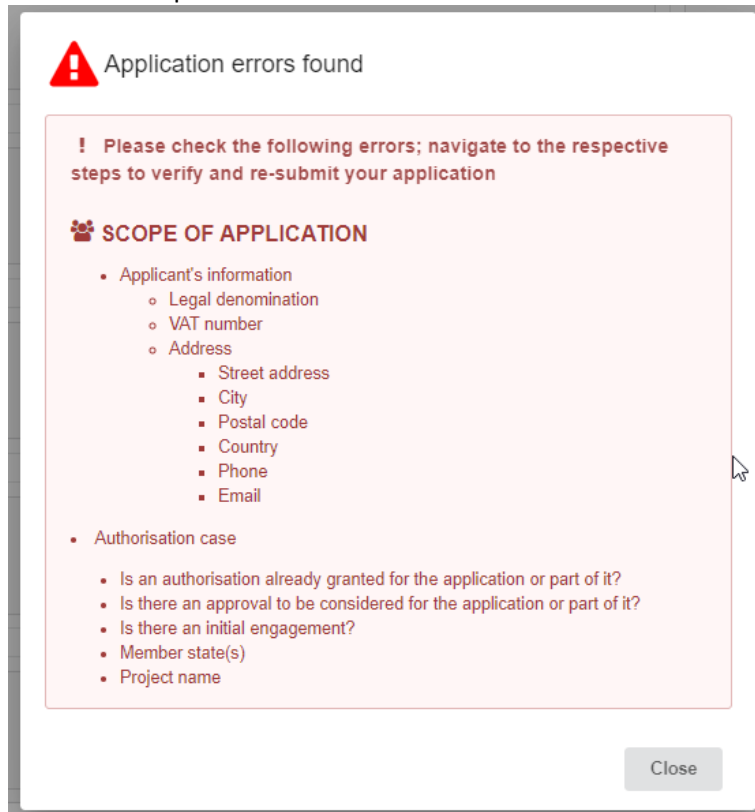 Application errors found
! Please check the following errors; navigate to the respective
steps to verify and re-submit your application
SCOPE OF APPLICATION
• Applicant's information
○ Legal denomination
○ VAT number
○ Address
▪ Street address
▪ City
▪ Postal code
▪ Country
▪ Phone
▪ Email
• Authorisation case
• Is an authorisation already granted for the application or part of it?
• Is there an approval to be considered for the application or part of it?
• Is there an initial engagement?
• Member state(s)
• Project name
Close